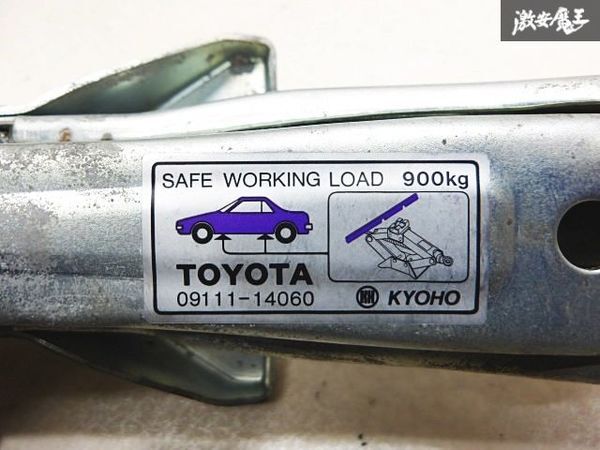 激安魔王
SAFE WORKING LOAD 900kg
TOYOTA
09111-14060
KYOHO